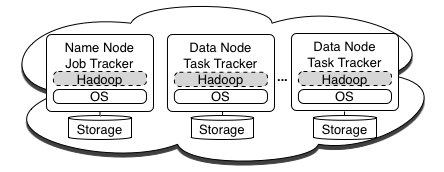 Name Node
Job Tracker
Hadoop
OS
Storage
Data Node
Task Tracker
Hadoop
OS
Storage
...
Data Node
Task Tracker
Hadoop
OS
Storage